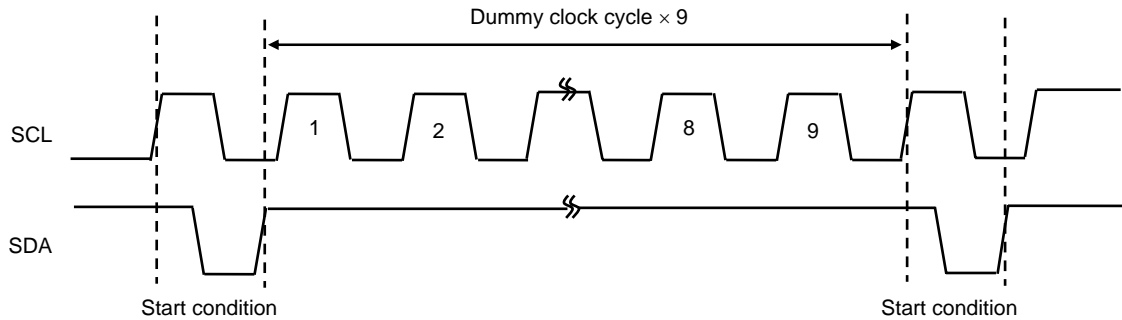 Dummy clock cycle × 9
SCL
1
2
8
9
SDA
Start condition
Start condition